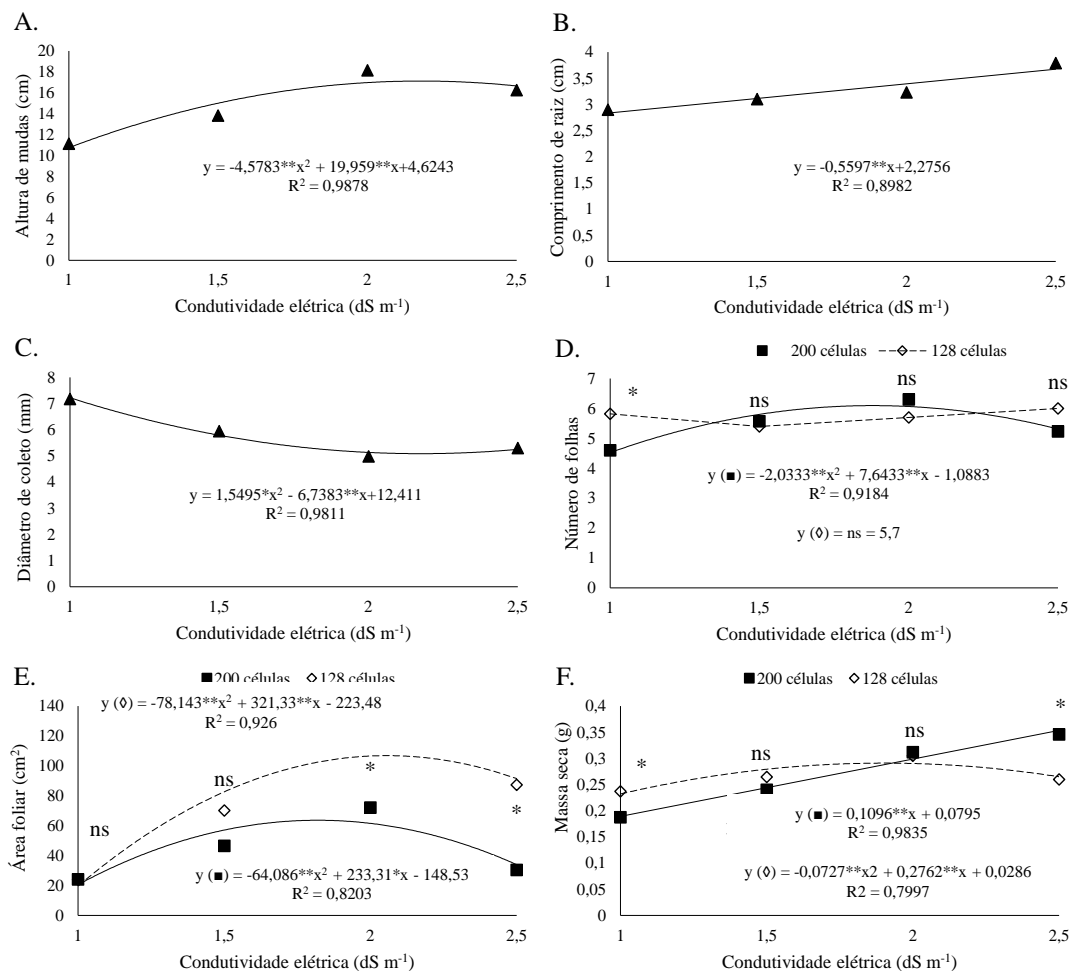 A.
Altura de mudas (cm)
20
18
16
14
12
10
8
6
4
2
0
y = -4,5783**x² + 19,959**x+4,6243
R² = 0,9878
1 1,5 2 2,5
Condutividade elétrica (dS m⁻¹)
B.
Comprimento de raiz (cm)
4
3,5
3
2,5
2
1,5
1
0,5
0
y = -0,5597**x+2,2756
R² = 0,8982
1 1,5 2 2,5
Condutividade elétrica (dS m⁻¹)
C.
Diâmetro de coleto (mm)
8
7
6
5
4
3
2
1
0
y = 1,5495*x² - 6,7383**x+12,411
R² = 0,9811
1 1,5 2 2,5
Condutividade elétrica (dS m⁻¹)
D.
■ 200 células --◇-- 128 células
Número de folhas
7
6
5
4
3
2
1
0
* ns ns ns
y (■) = -2,0333**x² + 7,6433**x - 1,0883
R² = 0,9184
y (◊) = ns = 5,7
1 1,5 2 2,5
Condutividade elétrica (dS m⁻¹)
E.
■ 200 células ◇ 128 células
y (◊) = -78,143**x² + 321,33**x - 223,48
R² = 0,926
Área foliar (cm²)
140
120
100
80
60
40
20
0
ns ns * *
y (■) = -64,086**x² + 233,31*x - 148,53
R² = 0,8203
1 1,5 2 2,5
Condutividade elétrica (dS m⁻¹)
F.
■ 200 células ◇ 128 células
Massa seca (g)
0,4
0,35
0,3
0,25
0,2
0,15
0,1
0,05
0
* ns ns *
y (■) = 0,1096**x + 0,0795
R² = 0,9835
y (◊) = -0,0727**x2 + 0,2762**x + 0,0286
R2 = 0,7997
1 1,5 2 2,5
Condutividade elétrica (dS m⁻¹)